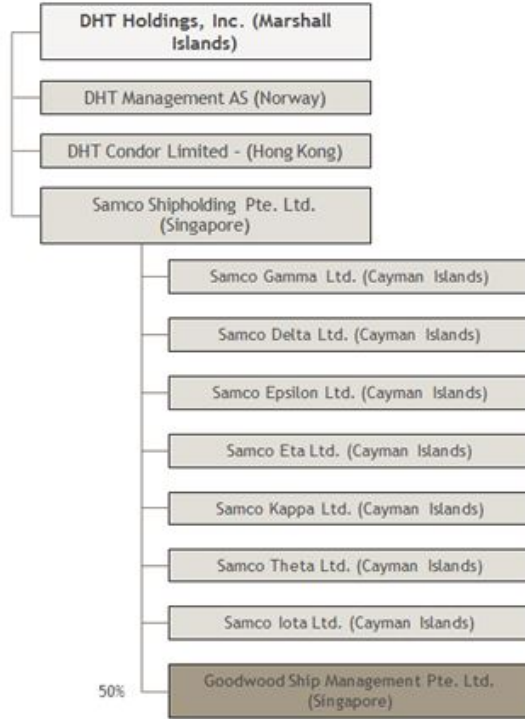 DHT Holdings, Inc. (Marshall
Islands)
DHT Management AS (Norway)
DHT Condor Limited - (Hong Kong)
Samco Shipholding Pte. Ltd.
(Singapore)
Samco Gamma Ltd. (Cayman Islands)
Samco Delta Ltd. (Cayman Islands)
Samco Epsilon Ltd. (Cayman Islands)
Samco Eta Ltd. (Cayman Islands)
Samco Kappa Ltd. (Cayman Islands)
Samco Theta Ltd. (Cayman Islands)
Samco Iota Ltd. (Cayman Islands)
50%
Goodwood Ship Management Pte. Ltd.
(Singapore)